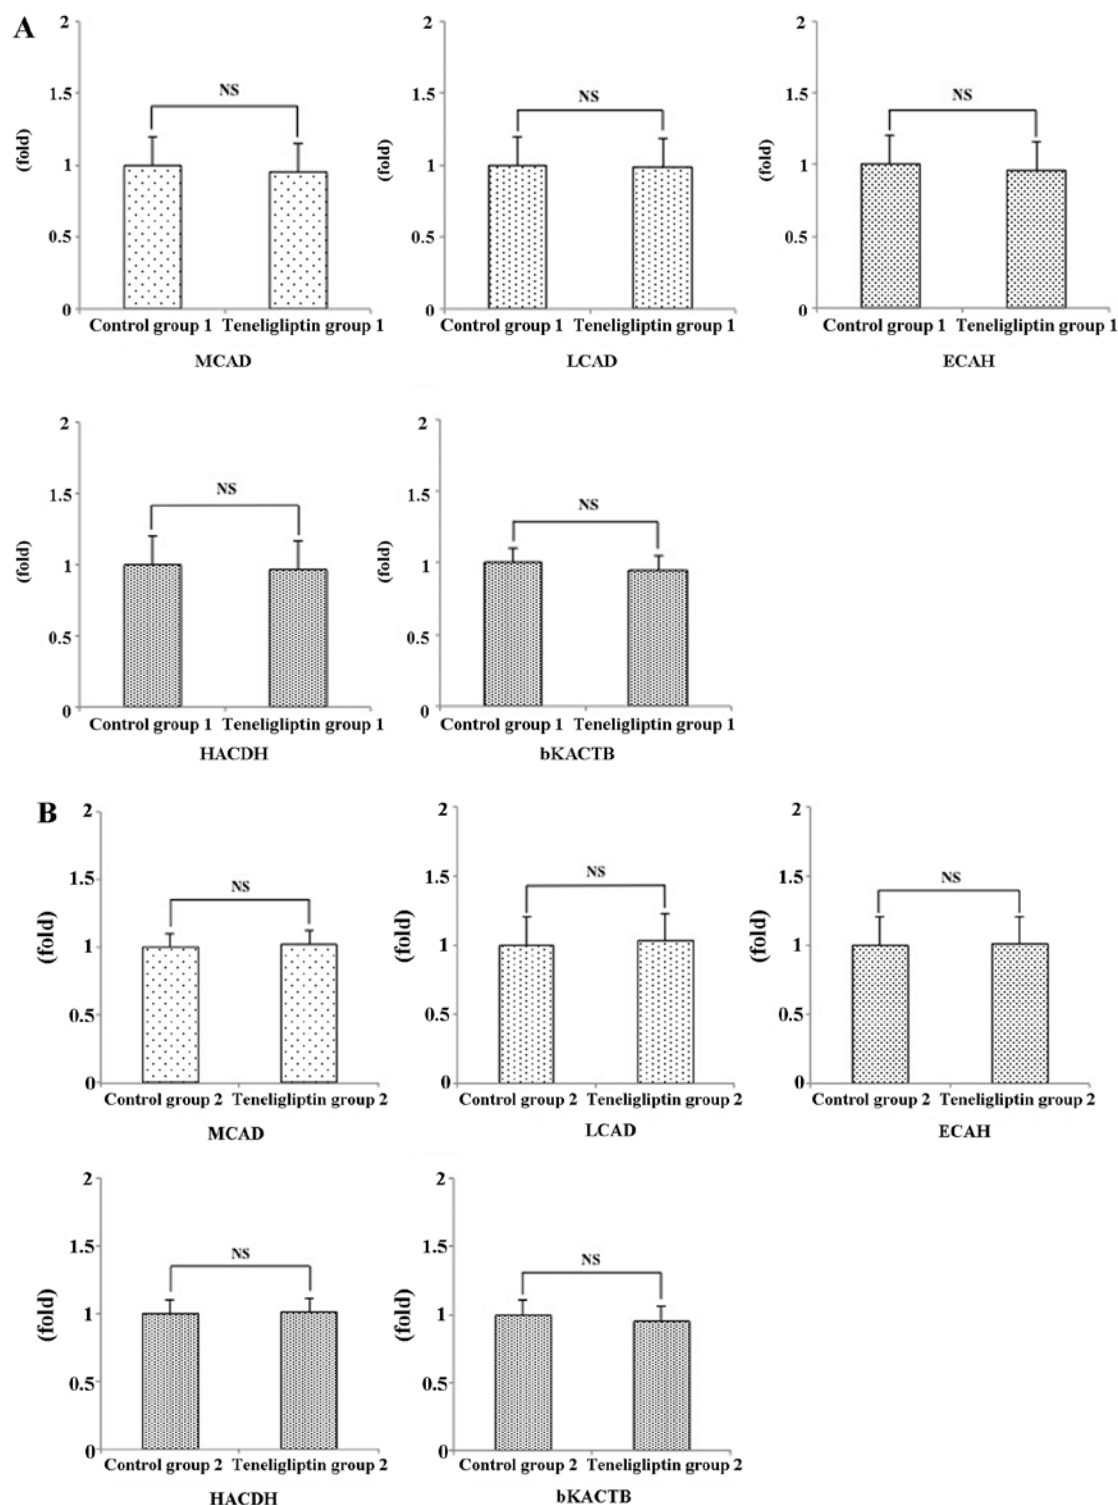 A
2
1.5
1
0.5
0
(fold)
NS
Control group 1 Teneligliptin group 1
MCAD
2
1.5
1
0.5
0
(fold)
NS
Control group 1 Teneligliptin group 1
LCAD
2
1.5
1
0.5
0
(fold)
NS
Control group 1 Teneligliptin group 1
ECAH
2
1.5
1
0.5
0
(fold)
NS
Control group 1 Teneligliptin group 1
HACDH
2
1.5
1
0.5
0
(fold)
NS
Control group 1 Teneligliptin group 1
bKACTB
B
2
1.5
1
0.5
0
(fold)
NS
Control group 2 Teneligliptin group 2
MCAD
2
1.5
1
0.5
0
(fold)
NS
Control group 2 Teneligliptin group 2
LCAD
2
1.5
1
0.5
0
(fold)
NS
Control group 2 Teneligliptin group 2
ECAH
2
1.5
1
0.5
0
(fold)
NS
Control group 2 Teneligliptin group 2
HACDH
2
1.5
1
0.5
0
(fold)
NS
Control group 2 Teneligliptin group 2
bKACTB